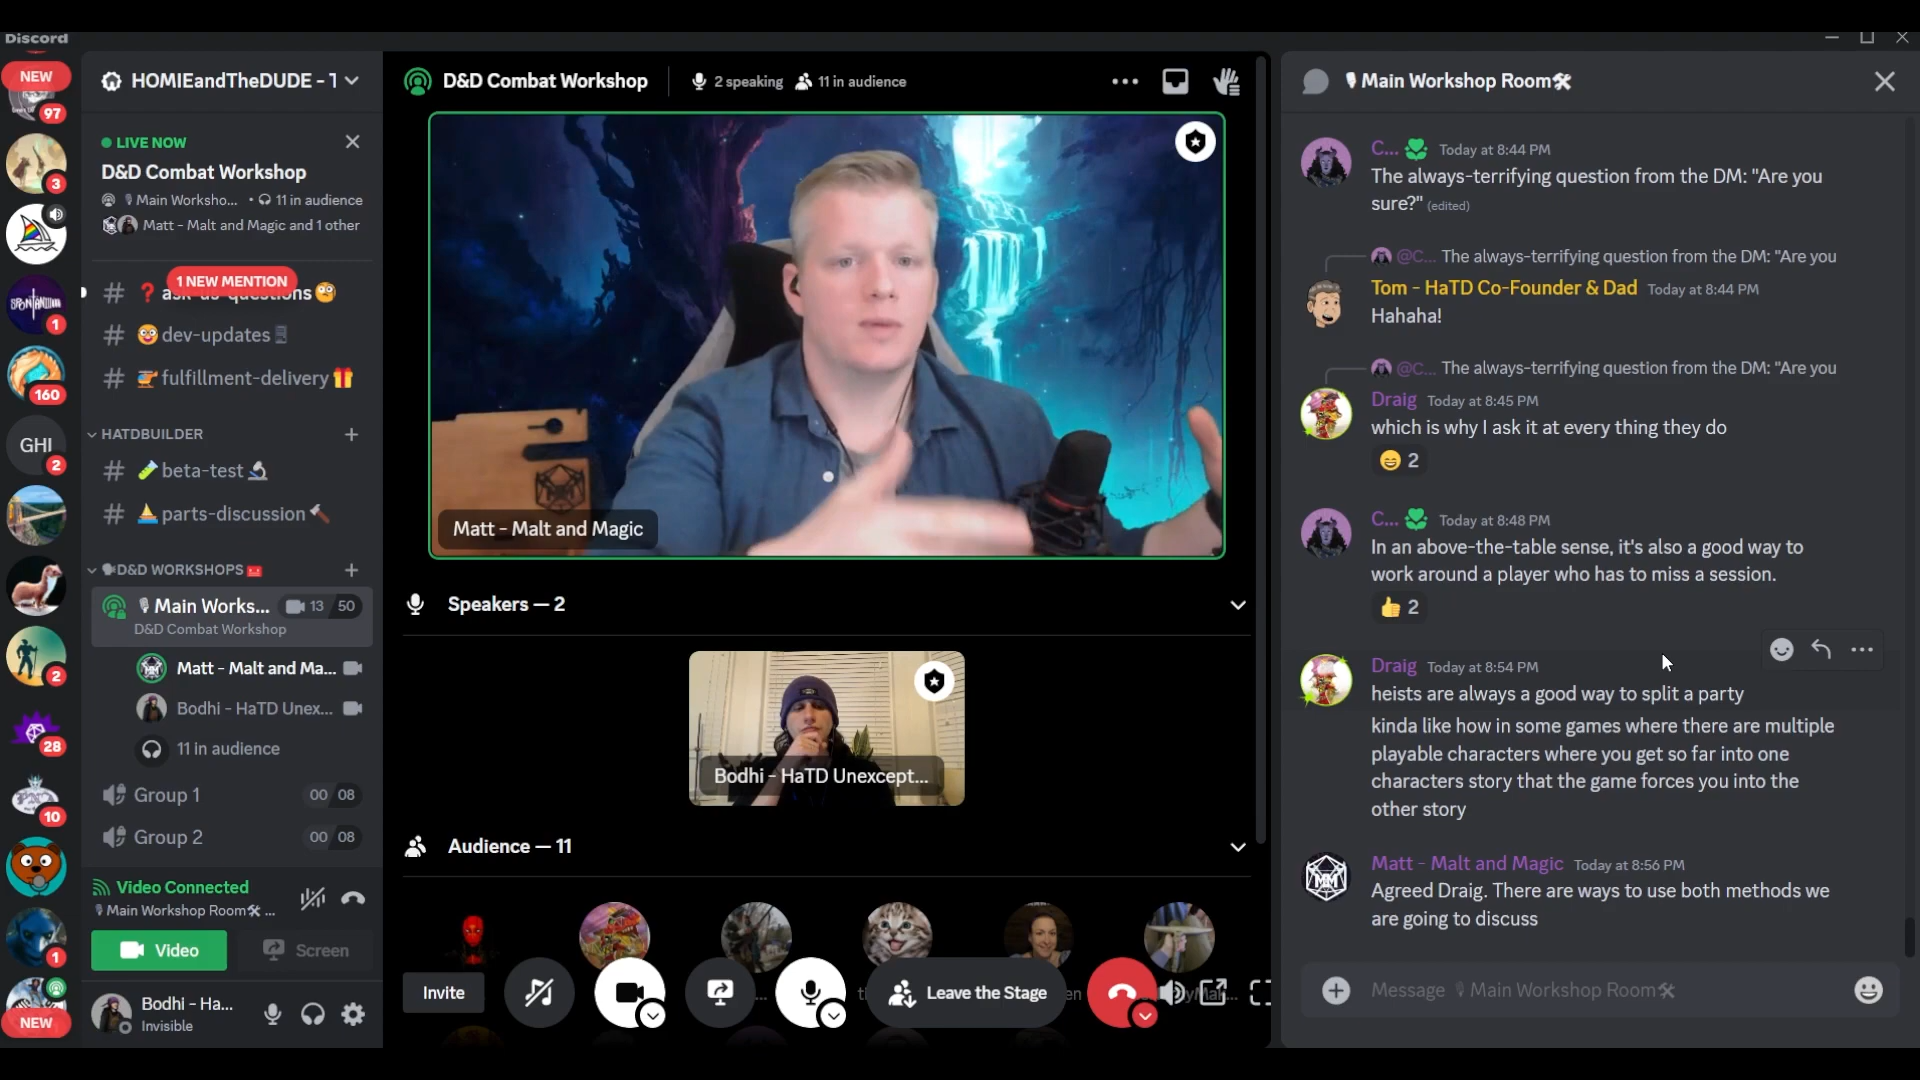 Discord
NEW
97
3
1
160
GHI
2
2
28
10
1
NEW
HOMIEandTheDUDE - T
LIVE NOW
D&D Combat Workshop
Main Worksho... • 11 in audience
Matt - Malt and Magic and 1 other
1 NEW MENTION
# ask-us-questions
# dev-updates
# fulfillment-delivery
HATDBUILDER
# beta-test
# parts-discussion
D&D WORKSHOPS
Main Works... 13 50
D&D Combat Workshop
Matt - Malt and Ma...
Bodhi - HaTD Unex...
11 in audience
Group 1 00 08
Group 2 00 08
Video Connected
Main Workshop Room ...
Video
Screen
Bodhi - Ha...
Invisible
D&D Combat Workshop
2 speaking 11 in audience
Matt - Malt and Magic
Speakers — 2
Bodhi - HaTD Unexcept...
Audience — 11
Invite
Leave the Stage
Main Workshop Room
C... Today at 8:44 PM
The always-terrifying question from the DM: "Are you
sure?" (edited)
@C... The always-terrifying question from the DM: "Are you
Tom - HaTD Co-Founder & Dad Today at 8:44 PM
Hahaha!
@C... The always-terrifying question from the DM: "Are you
Draig Today at 8:45 PM
which is why I ask it at every thing they do
2
C... Today at 8:48 PM
In an above-the-table sense, it's also a good way to
work around a player who has to miss a session.
2
Draig Today at 8:54 PM
heists are always a good way to split a party
kinda like how in some games where there are multiple
playable characters where you get so far into one
characters story that the game forces you into the
other story
Matt - Malt and Magic Today at 8:56 PM
Agreed Draig. There are ways to use both methods we
are going to discuss
Message Main Workshop Room